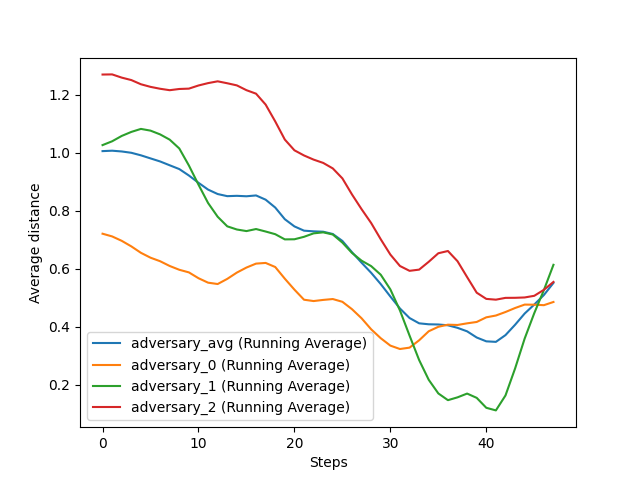 1.2
1.0
0.8
0.6
0.4
0.2
Average distance
adversary_avg (Running Average)
adversary_0 (Running Average)
adversary_1 (Running Average)
adversary_2 (Running Average)
0 10 20 30 40
Steps